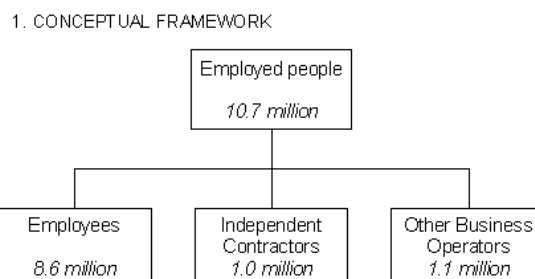 1. CONCEPTUAL FRAMEWORK
Employed people
10.7 million
Employees
8.6 million
Independent
Contractors
1.0 million
Other Business
Operators
1.1 million